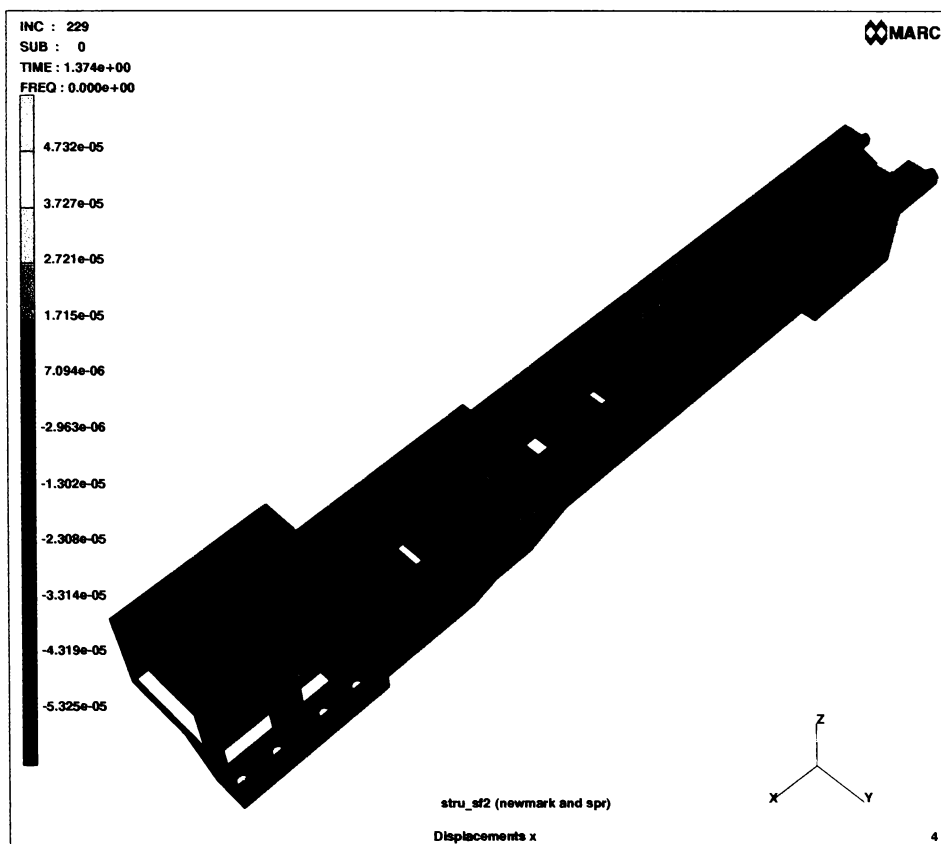 INC : 229
SUB : 0
TIME : 1.374e+00
FREQ : 0.000e+00
MARC
4.732e-05
3.727e-05
2.721e-05
1.715e-05
7.094e-06
-2.963e-06
-1.302e-05
-2.308e-05
-3.314e-05
-4.319e-05
-5.325e-05
Z
X
Y
stru_sf2 (newmark and spr)
Displacements x
4